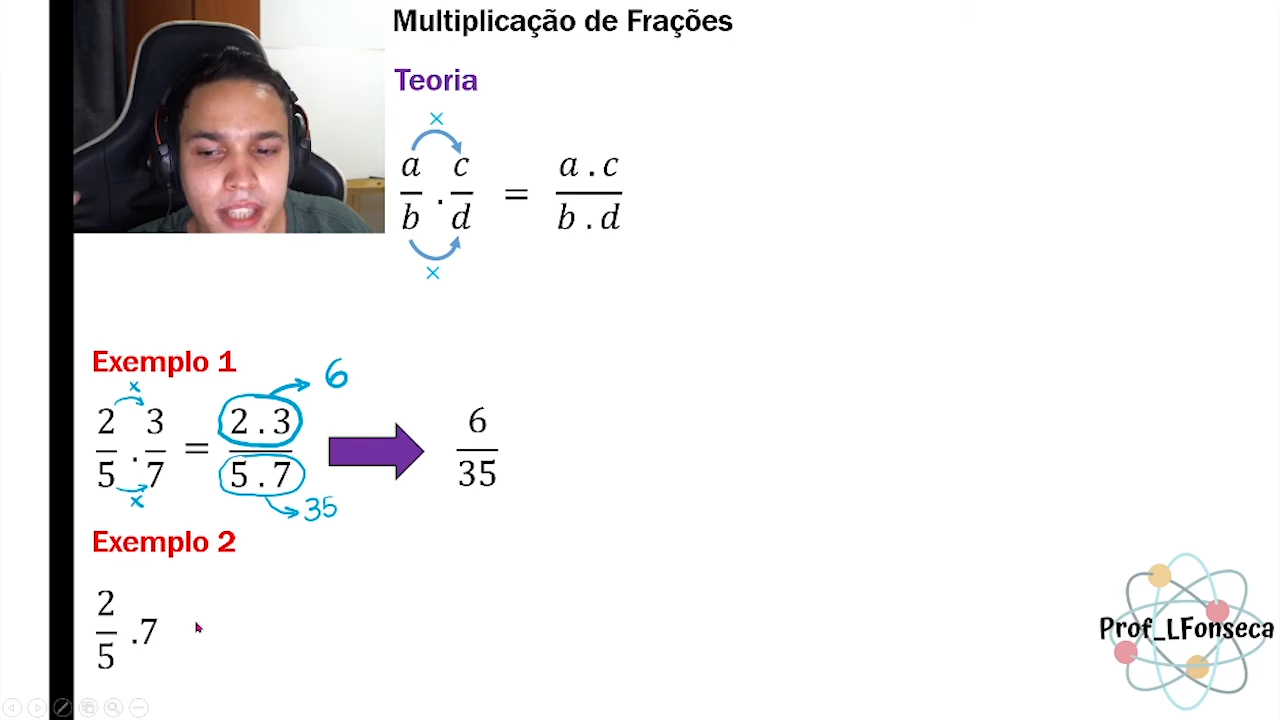 Multiplicação de Frações
Teoria
×
a/b . c/d = a . c/b . d
×
Exemplo 1
x
6
2/5 . 3/7 = 2 . 3/5 . 7 6/35
x
35
Exemplo 2
2/5 .7
Prof_LFonseca